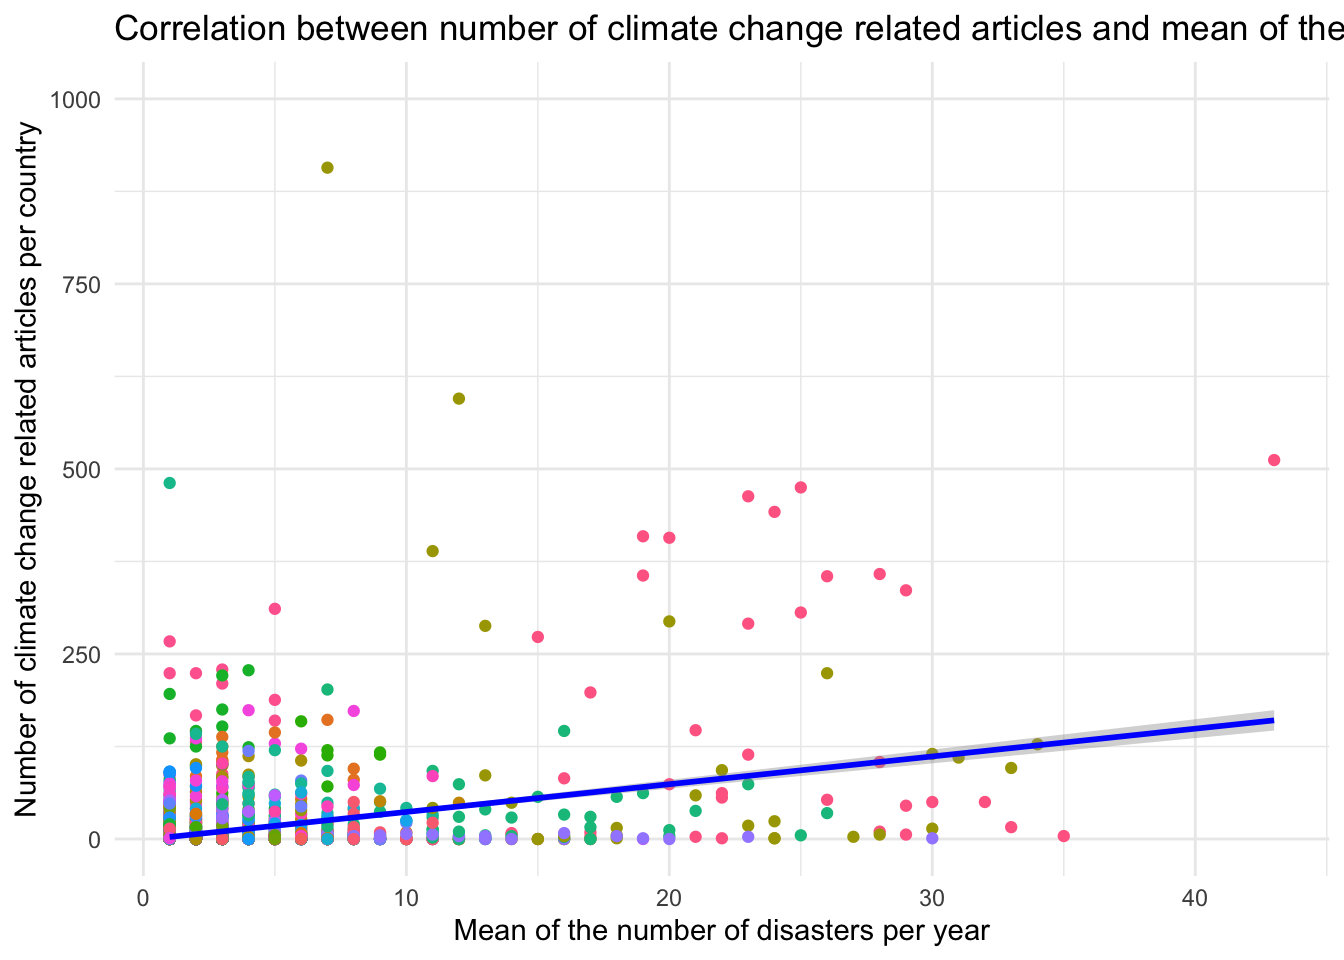 Correlation between number of climate change related articles and mean of the
Number of climate change related articles per country
1000
750
500
250
0
0 10 20 30 40
Mean of the number of disasters per year